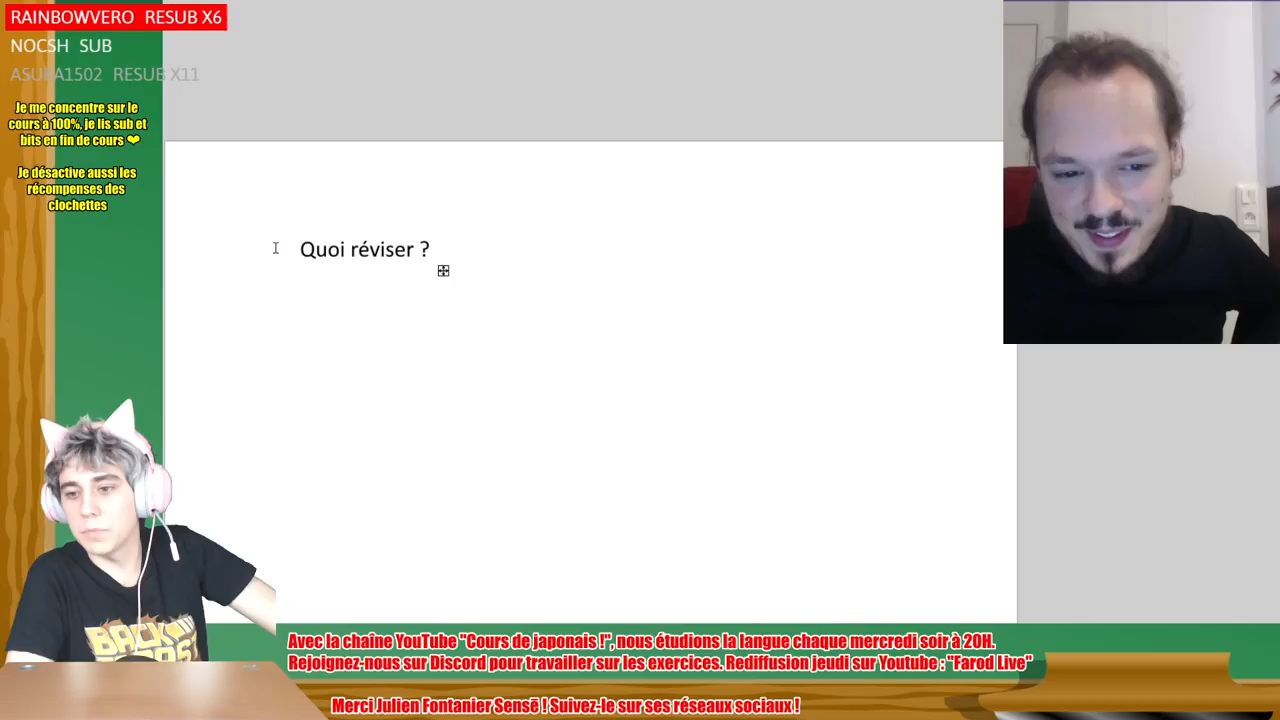 RAINBOWVERO RESUB X6
NOCSH SUB
RESUB X11
Je me concentre sur le
cours à 100%, je lis sub et
bits en fin de cours ❤
Je désactive aussi les
récompenses des
clochettes
Quoi réviser ?
BACK
Avec la chaîne YouTube "Cours de japonais !", nous étudions la langue chaque mercredi soir à 20H.
Rejoignez-nous sur Discord pour travailler sur les exercices. Rediffusion jeudi sur Youtube : "Farod Live"
Merci Julien Fontanier Sensē ! Suivez-le sur ses réseaux sociaux !